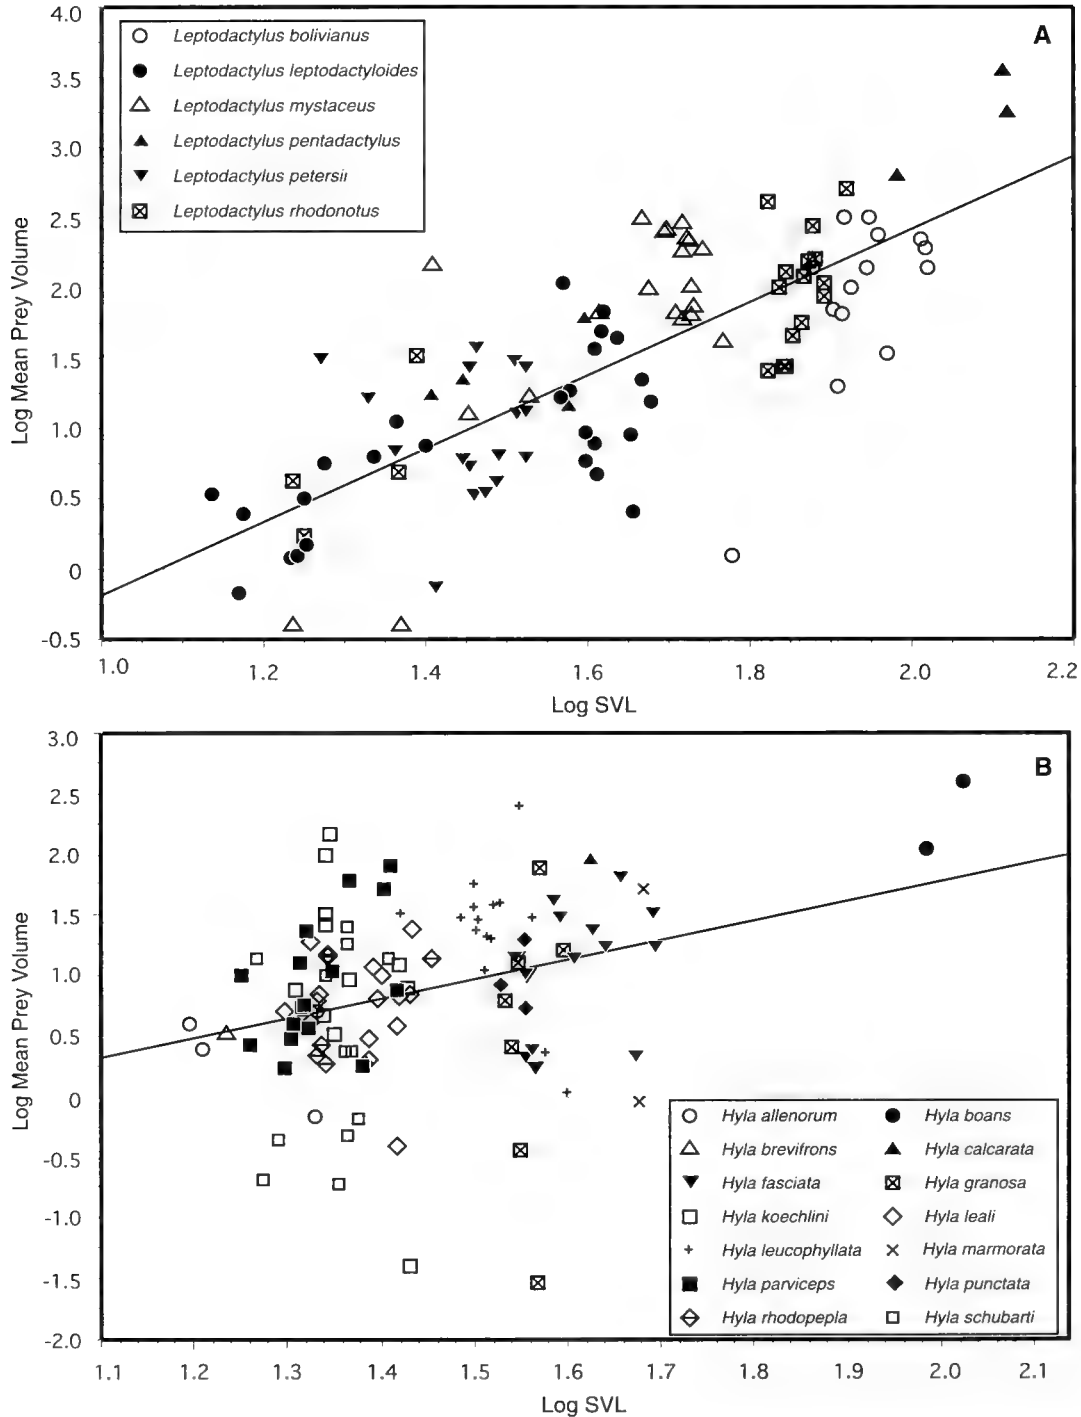 A
Leptodactylus bolivianus
Leptodactylus leptodactyloides
Leptodactylus mystaceus
Leptodactylus pentadactylus
Leptodactylus petersii
Leptodactylus rhodonotus
4.0
3.5
3.0
2.5
2.0
1.5
1.0
0.5
0
-0.5
Log Mean Prey Volume
1.0 1.2 1.4 1.6 1.8 2.0 2.2
Log SVL
B
3.0
2.5
2.0
1.5
1.0
0.5
0
-0.5
-1.0
-1.5
-2.0
Log Mean Prey Volume
Hyla allenorum Hyla boans
Hyla brevifrons Hyla calcarata
Hyla fasciata Hyla granosa
Hyla koechlini Hyla leali
Hyla leucophyllata Hyla marmorata
Hyla parviceps Hyla punctata
Hyla rhodopepla Hyla schubarti
1.1 1.2 1.3 1.4 1.5 1.6 1.7 1.8 1.9 2.0 2.1
Log SVL